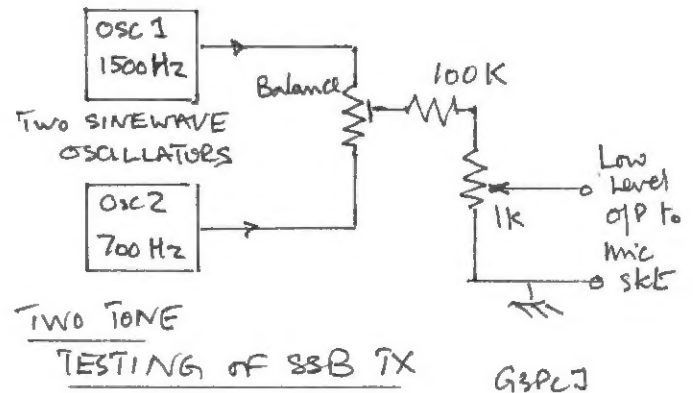 OSC 1
1500Hz
TWO SINEWAVE
OSCILLATORS
Osc 2
700 Hz
Balance
100K
1k
Low
Level
o/P to
mic
skt
TWO TONE
TESTING OF SSB TX
G3PCJ